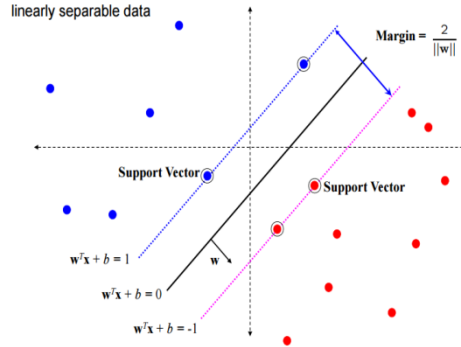 linearly separable data
Margin = 2 / ||w||
Support Vector
Support Vector
w
wᵀx + b = 1
wᵀx + b = 0
wᵀx + b = -1